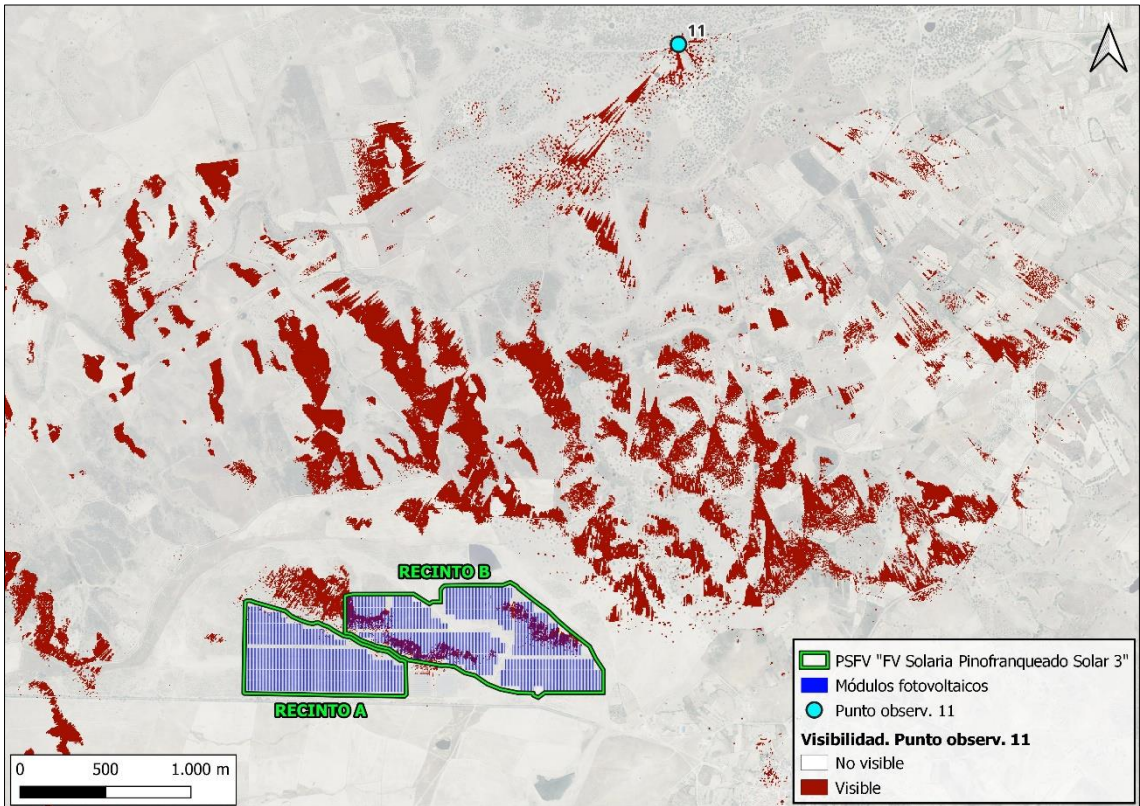 11
RECINTO B
RECINTO A
0 500 1.000 m
PSFV "FV Solaria Pinofranqueado Solar 3"
Módulos fotovoltaicos
Punto observ. 11
Visibilidad. Punto observ. 11
No visible
Visible